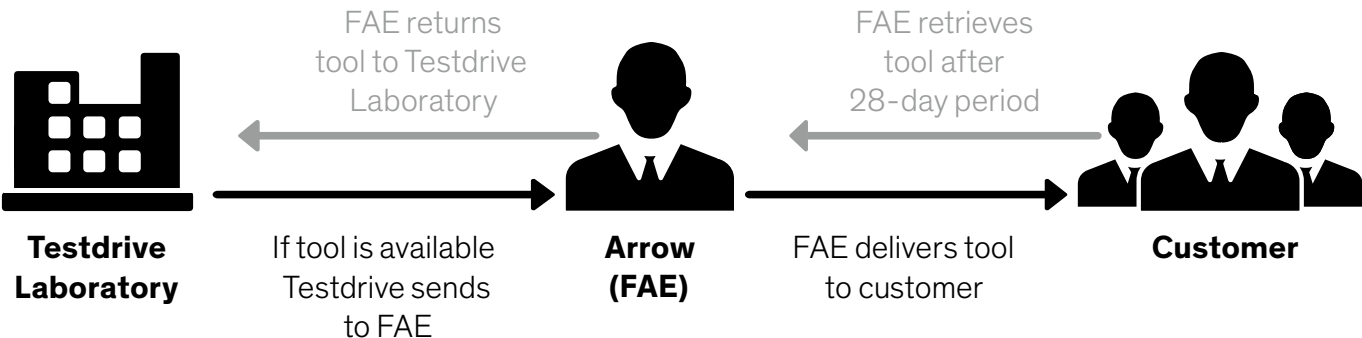 FAE returns
tool to Testdrive
Laboratory
FAE retrieves
tool after
28-day period
Testdrive
Laboratory
If tool is available
Testdrive sends
to FAE
Arrow
(FAE)
FAE delivers tool
to customer
Customer